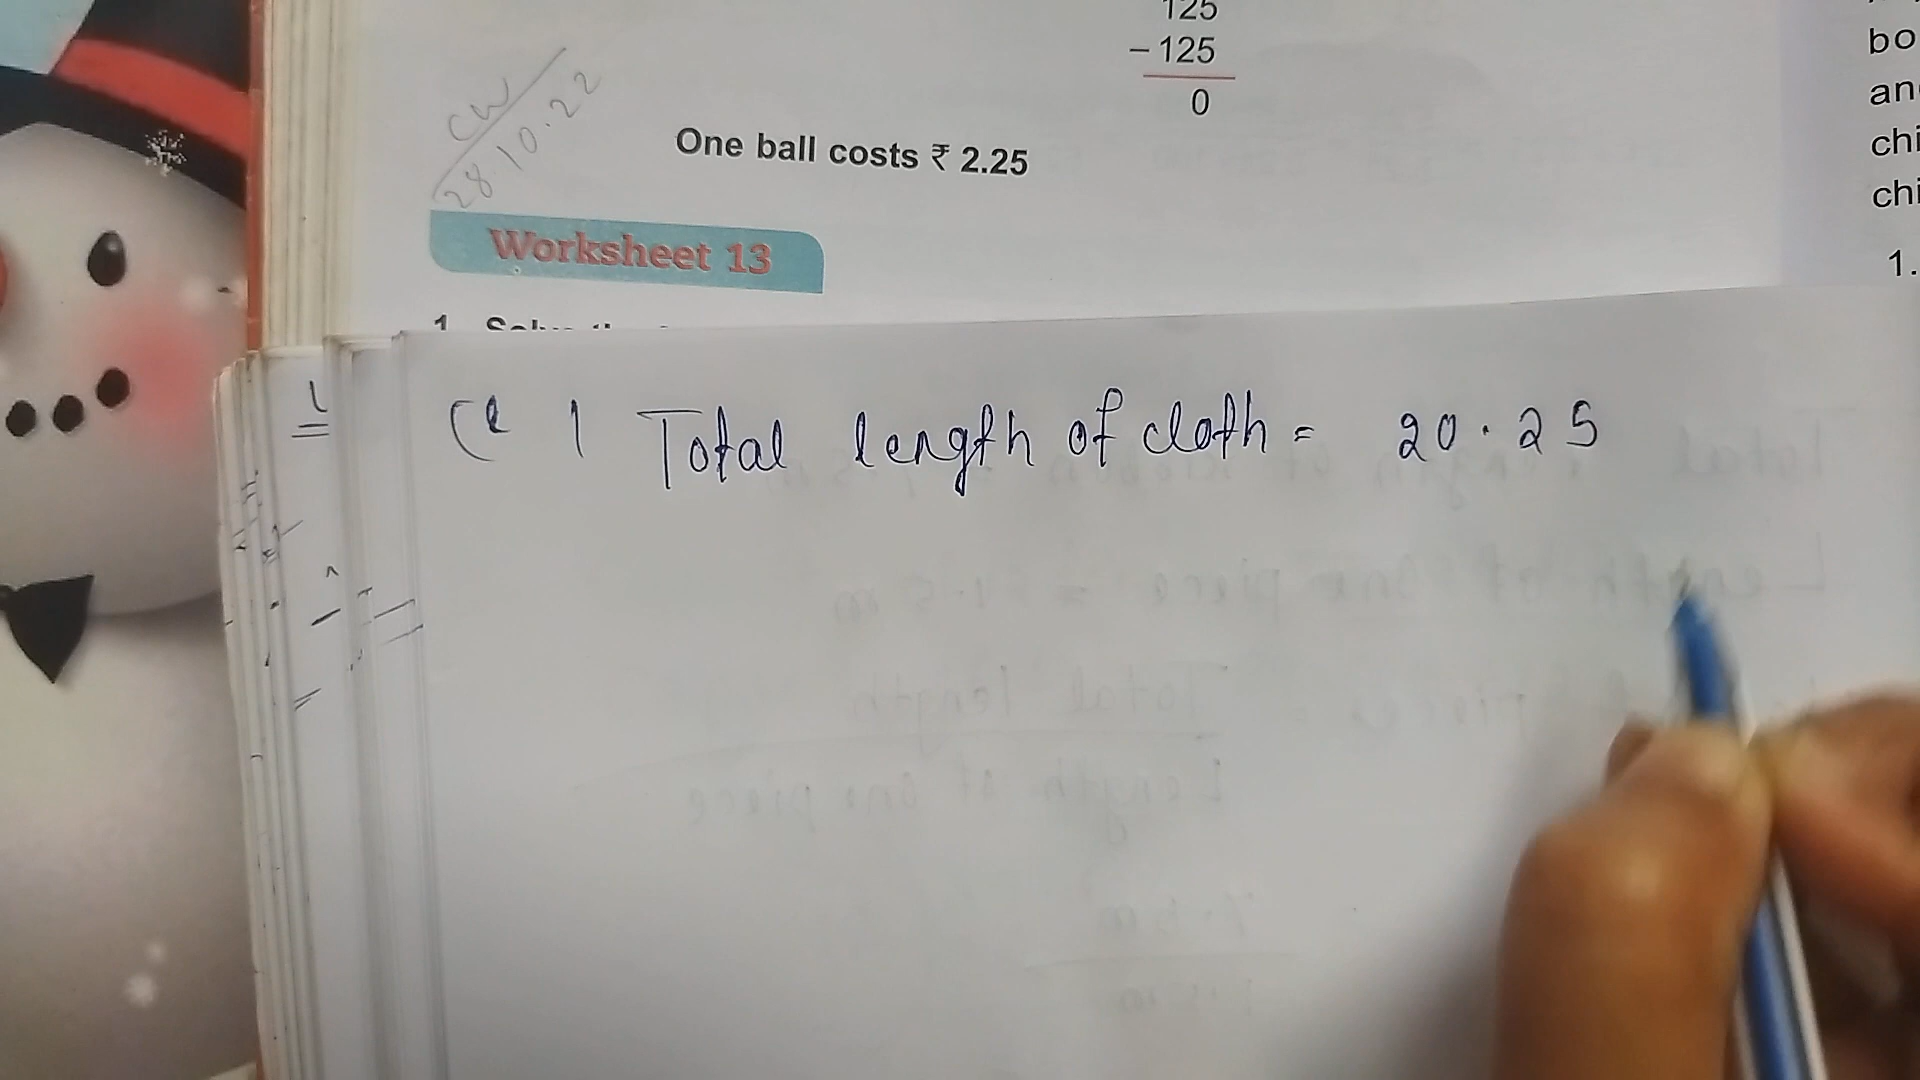 125
– 125
0
CW
28.10.22
One ball costs ₹ 2.25
Worksheet 13
1.
bo
an
chi
chi
1.
(e 1 Total length of cloth = 20.25